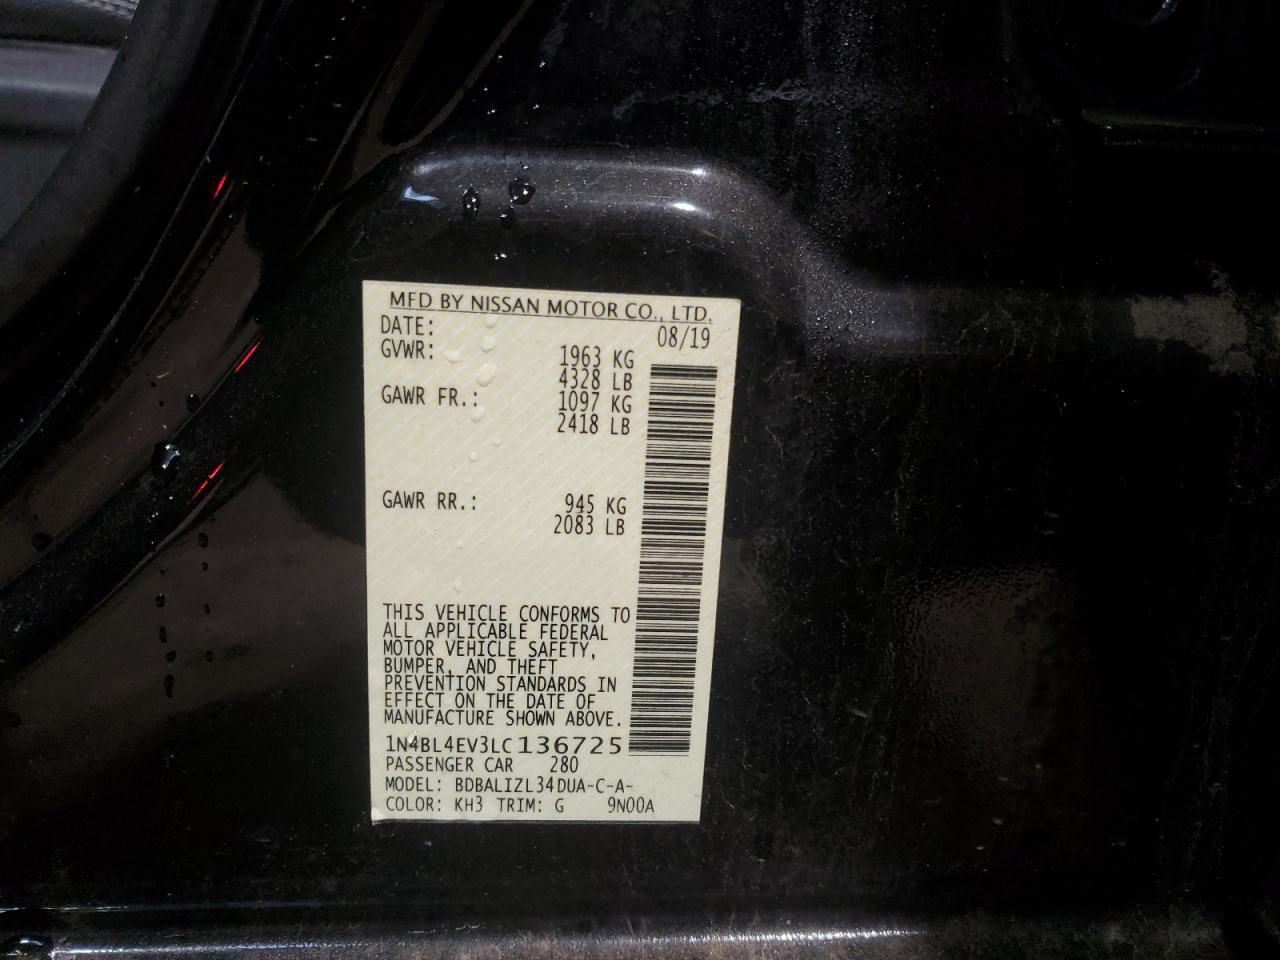 MFD BY NISSAN MOTOR CO., LTD.
DATE: 08/19
GVWR: 1963 KG
4328 LB
GAWR FR.: 1097 KG
2418 LB
GAWR RR.: 945 KG
2083 LB
THIS VEHICLE CONFORMS TO
ALL APPLICABLE FEDERAL
MOTOR VEHICLE SAFETY,
BUMPER, AND THEFT
PREVENTION STANDARDS IN
EFFECT ON THE DATE OF
MANUFACTURE SHOWN ABOVE.
1N4BL4EV3LC136725
PASSENGER CAR 280
MODEL: BDBALIZL34DUA-C-A-
COLOR: KH3 TRIM: G 9N00A